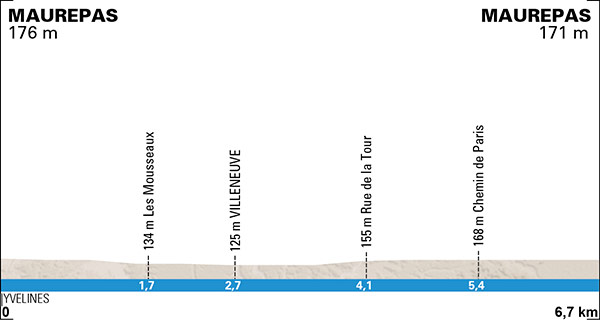 MAUREPAS
176 m
MAUREPAS
171 m
134 m Les Mousseaux
125 m VILLENEUVE
155 m Rue de la Tour
168 m Chemin de Paris
1,7
2,7
4,1
5,4
YVELINES
0
6,7 km